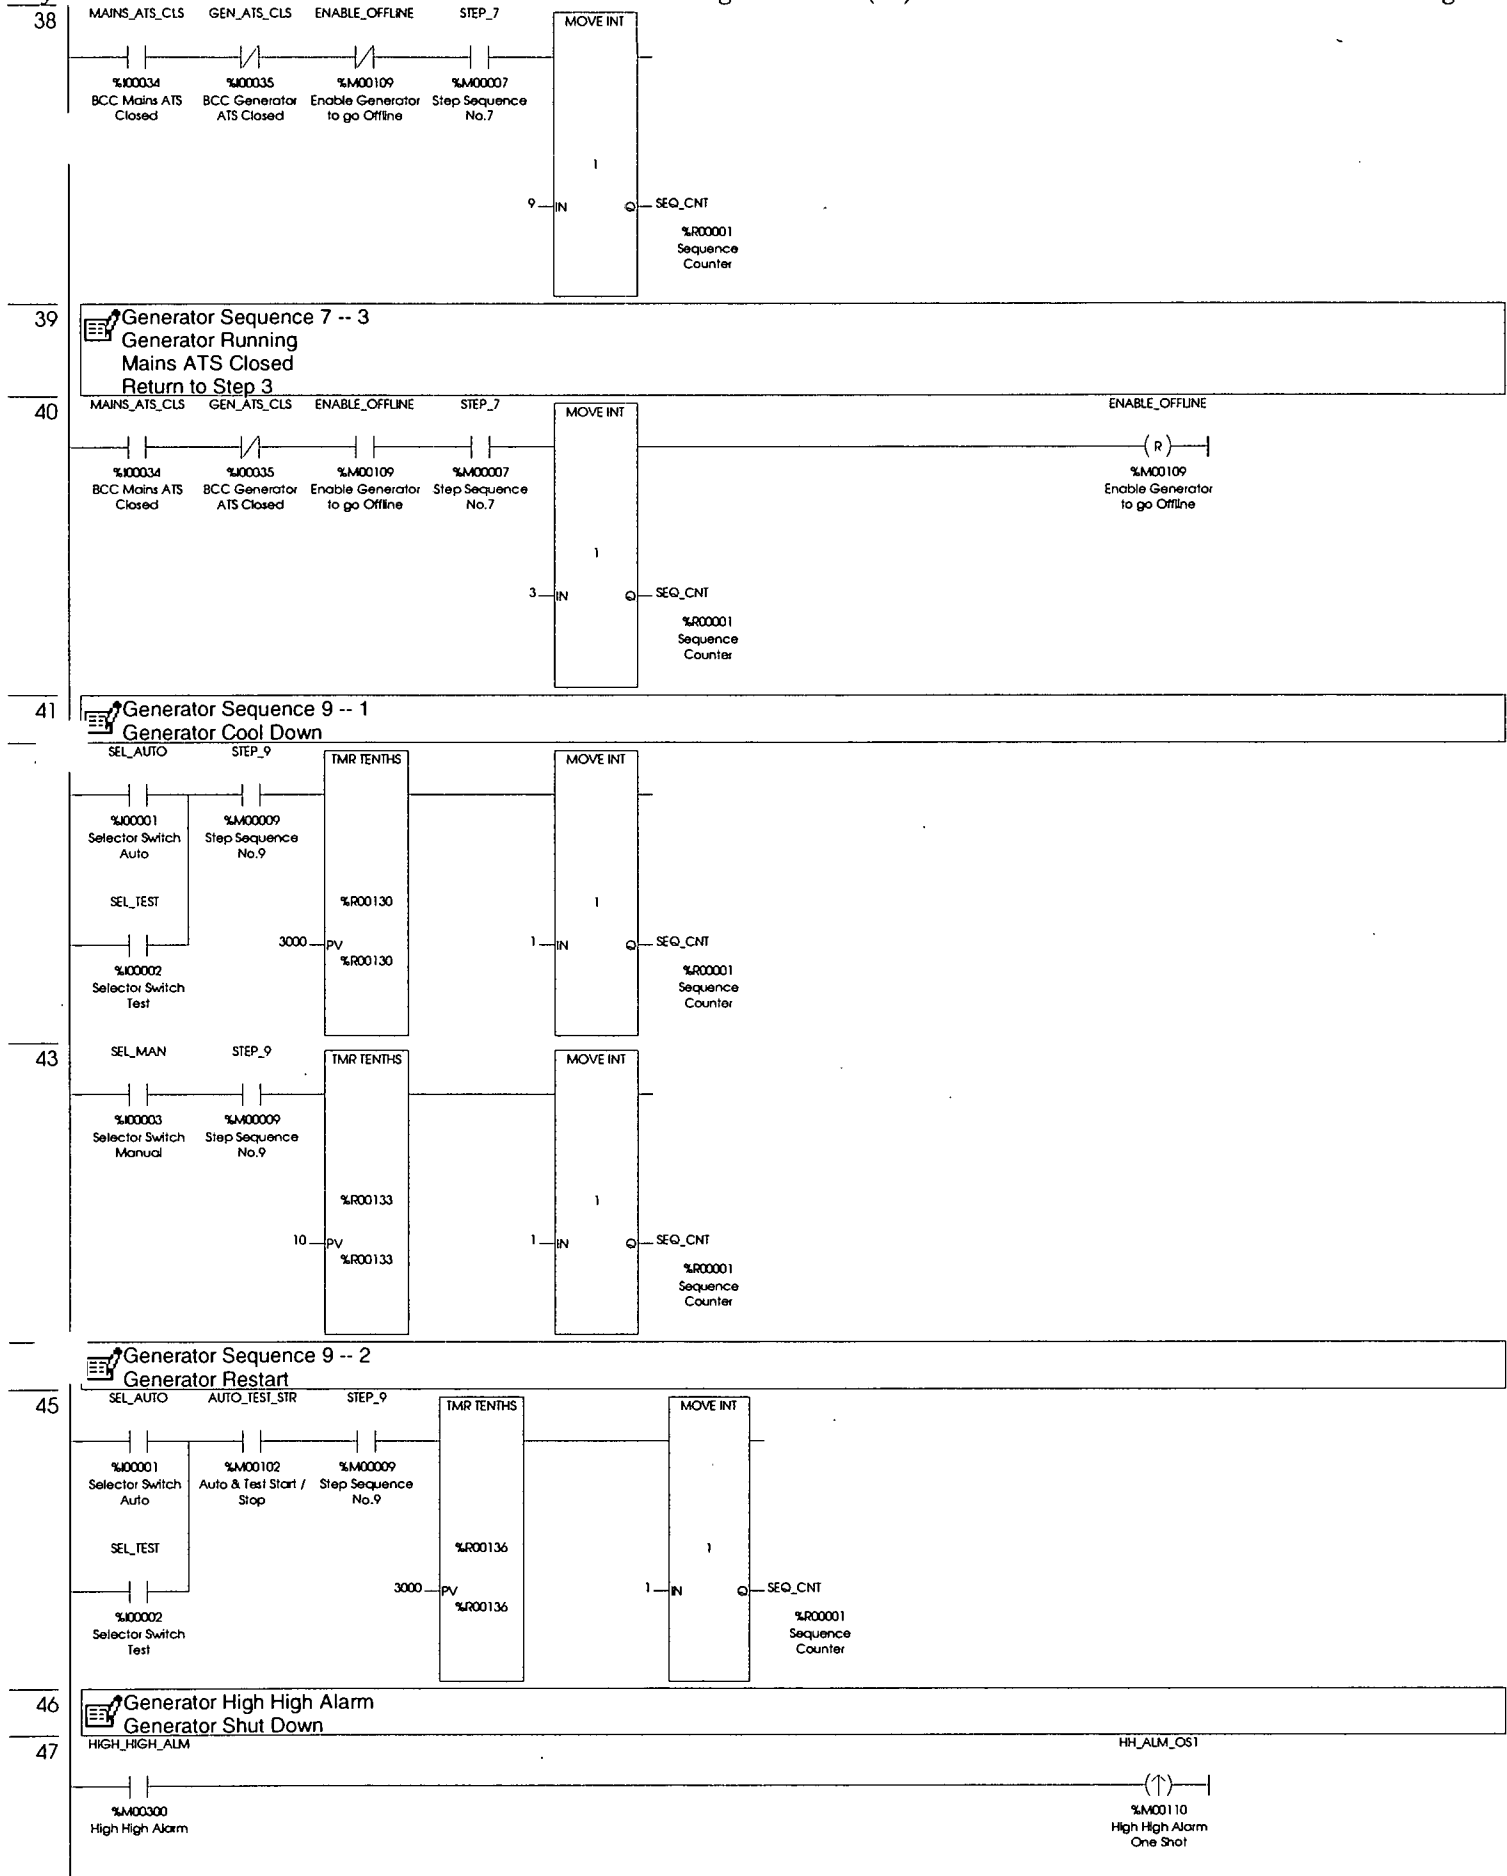 38
MAINS_ATS_CLS GEN_ATS_CLS ENABLE_OFFLINE STEP_7
MOVE INT
%I00034 %I00035 %M00109 %M00007
BCC Mains ATS BCC Generator Enable Generator Step Sequence
Closed ATS Closed to go Offline No.7
1
9 IN Q SEQ_CNT
%R00001
Sequence
Counter
39
Generator Sequence 7 -- 3
Generator Running
Mains ATS Closed
Return to Step 3
40
MAINS_ATS_CLS GEN_ATS_CLS ENABLE_OFFLINE STEP_7 ENABLE_OFFLINE
MOVE INT
(R)
%I00034 %I00035 %M00109 %M00007 %M00109
BCC Mains ATS BCC Generator Enable Generator Step Sequence Enable Generator
Closed ATS Closed to go Offline No.7 to go Offline
1
3 IN Q SEQ_CNT
%R00001
Sequence
Counter
41
Generator Sequence 9 -- 1
Generator Cool Down
SEL_AUTO STEP_9 TMR TENTHS MOVE INT
%I00001 %M00009
Selector Switch Step Sequence
Auto No.9
SEL_TEST %R00130 1
3000 PV 1 IN Q SEQ_CNT
%R00130
%I00002 %R00001
Selector Switch Sequence
Test Counter
43
SEL_MAN STEP_9 TMR TENTHS MOVE INT
%I00003 %M00009
Selector Switch Step Sequence
Manual No.9
%R00133 1
10 PV 1 IN Q SEQ_CNT
%R00133
%R00001
Sequence
Counter
Generator Sequence 9 -- 2
Generator Restart
45
SEL_AUTO AUTO_TEST_STR STEP_9 TMR TENTHS MOVE INT
%I00001 %M00102 %M00009
Selector Switch Auto & Test Start / Step Sequence
Auto Stop No.9
SEL_TEST %R00136 1
3000 PV 1 IN Q SEQ_CNT
%R00136
%I00002 %R00001
Selector Switch Sequence
Test Counter
46
Generator High High Alarm
Generator Shut Down
47
HIGH_HIGH_ALM HH_ALM_OS1
(↑)
%M00300 %M00110
High High Alarm High High Alarm
One Shot